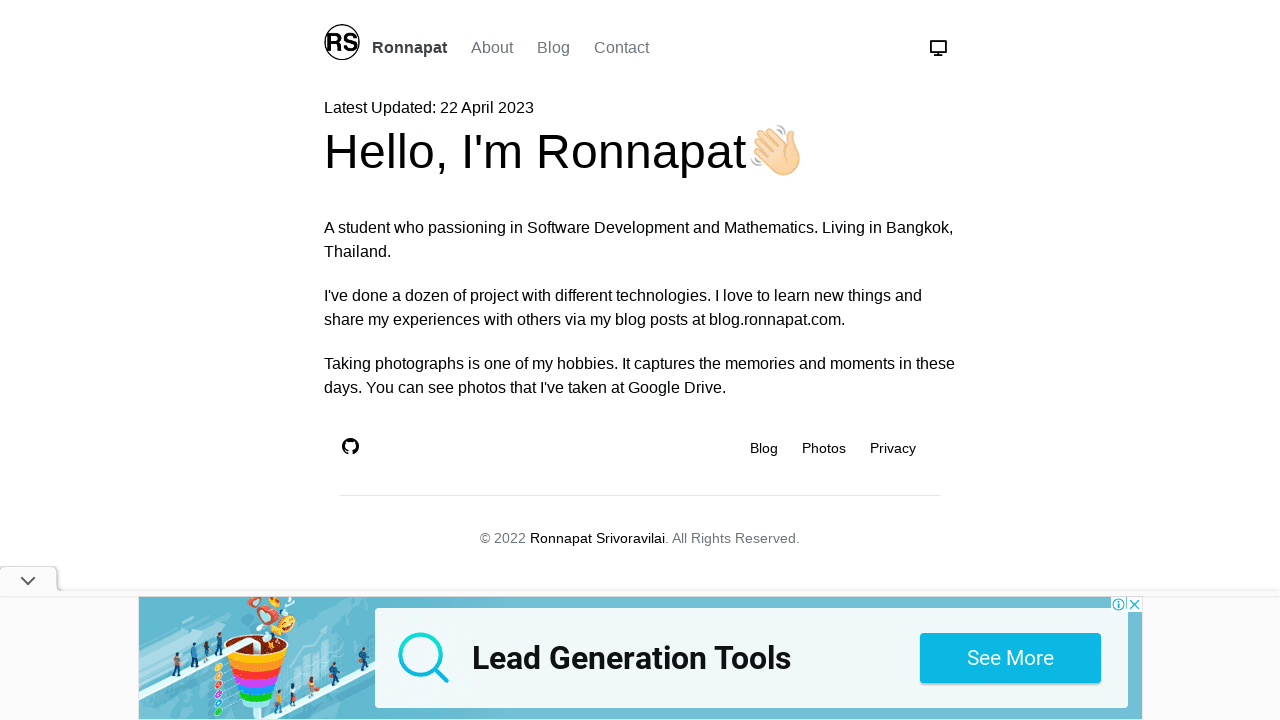 RS Ronnapat About Blog Contact
Latest Updated: 22 April 2023
Hello, I'm Ronnapat👋🏻
A student who passioning in Software Development and Mathematics. Living in Bangkok,
Thailand.
I've done a dozen of project with different technologies. I love to learn new things and
share my experiences with others via my blog posts at blog.ronnapat.com.
Taking photographs is one of my hobbies. It captures the memories and moments in these
days. You can see photos that I've taken at Google Drive.
Blog Photos Privacy
© 2022 Ronnapat Srivoravilai. All Rights Reserved.
Lead Generation Tools
See More